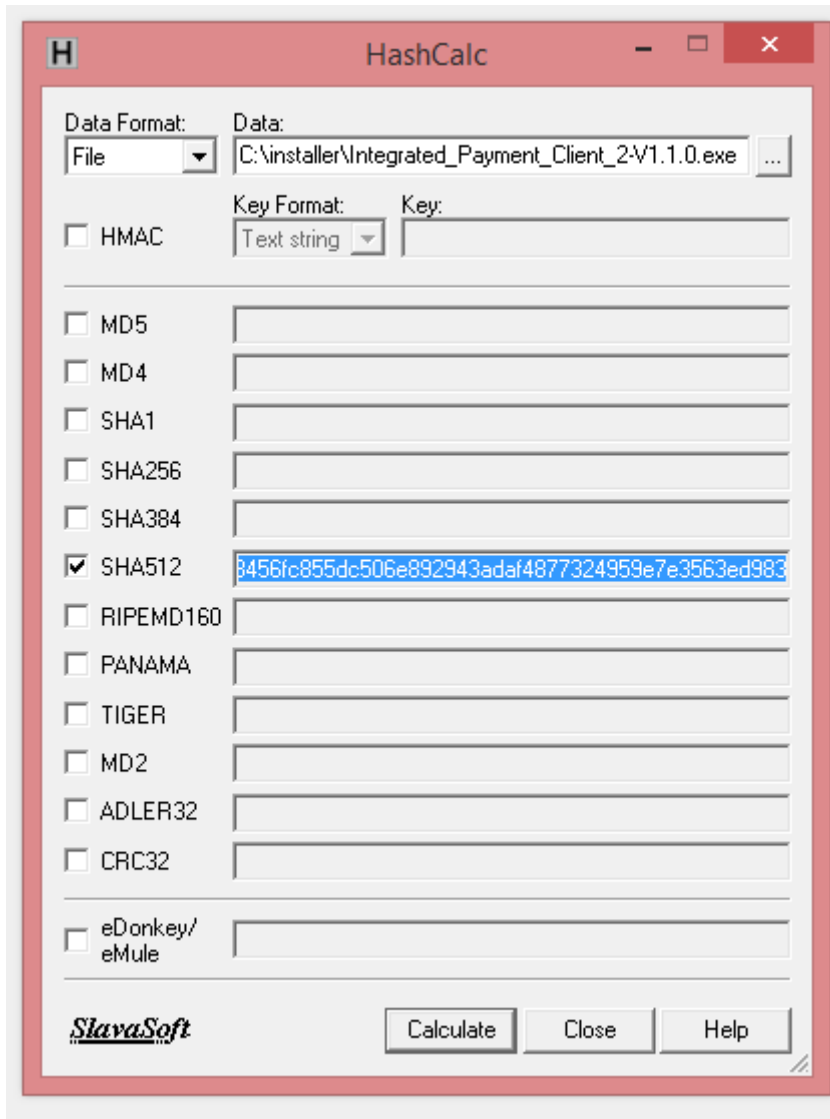 H HashCalc
Data Format: Data:
File C:\installer\Integrated_Payment_Client_2-V1.1.0.exe ...
Key Format: Key:
HMAC Text string
MD5
MD4
SHA1
SHA256
SHA384
SHA512 3456fc855dc506e892943adaf4877324959e7e3563ed983
RIPEMD160
PANAMA
TIGER
MD2
ADLER32
CRC32
eDonkey/
eMule
SlavaSoft Calculate Close Help